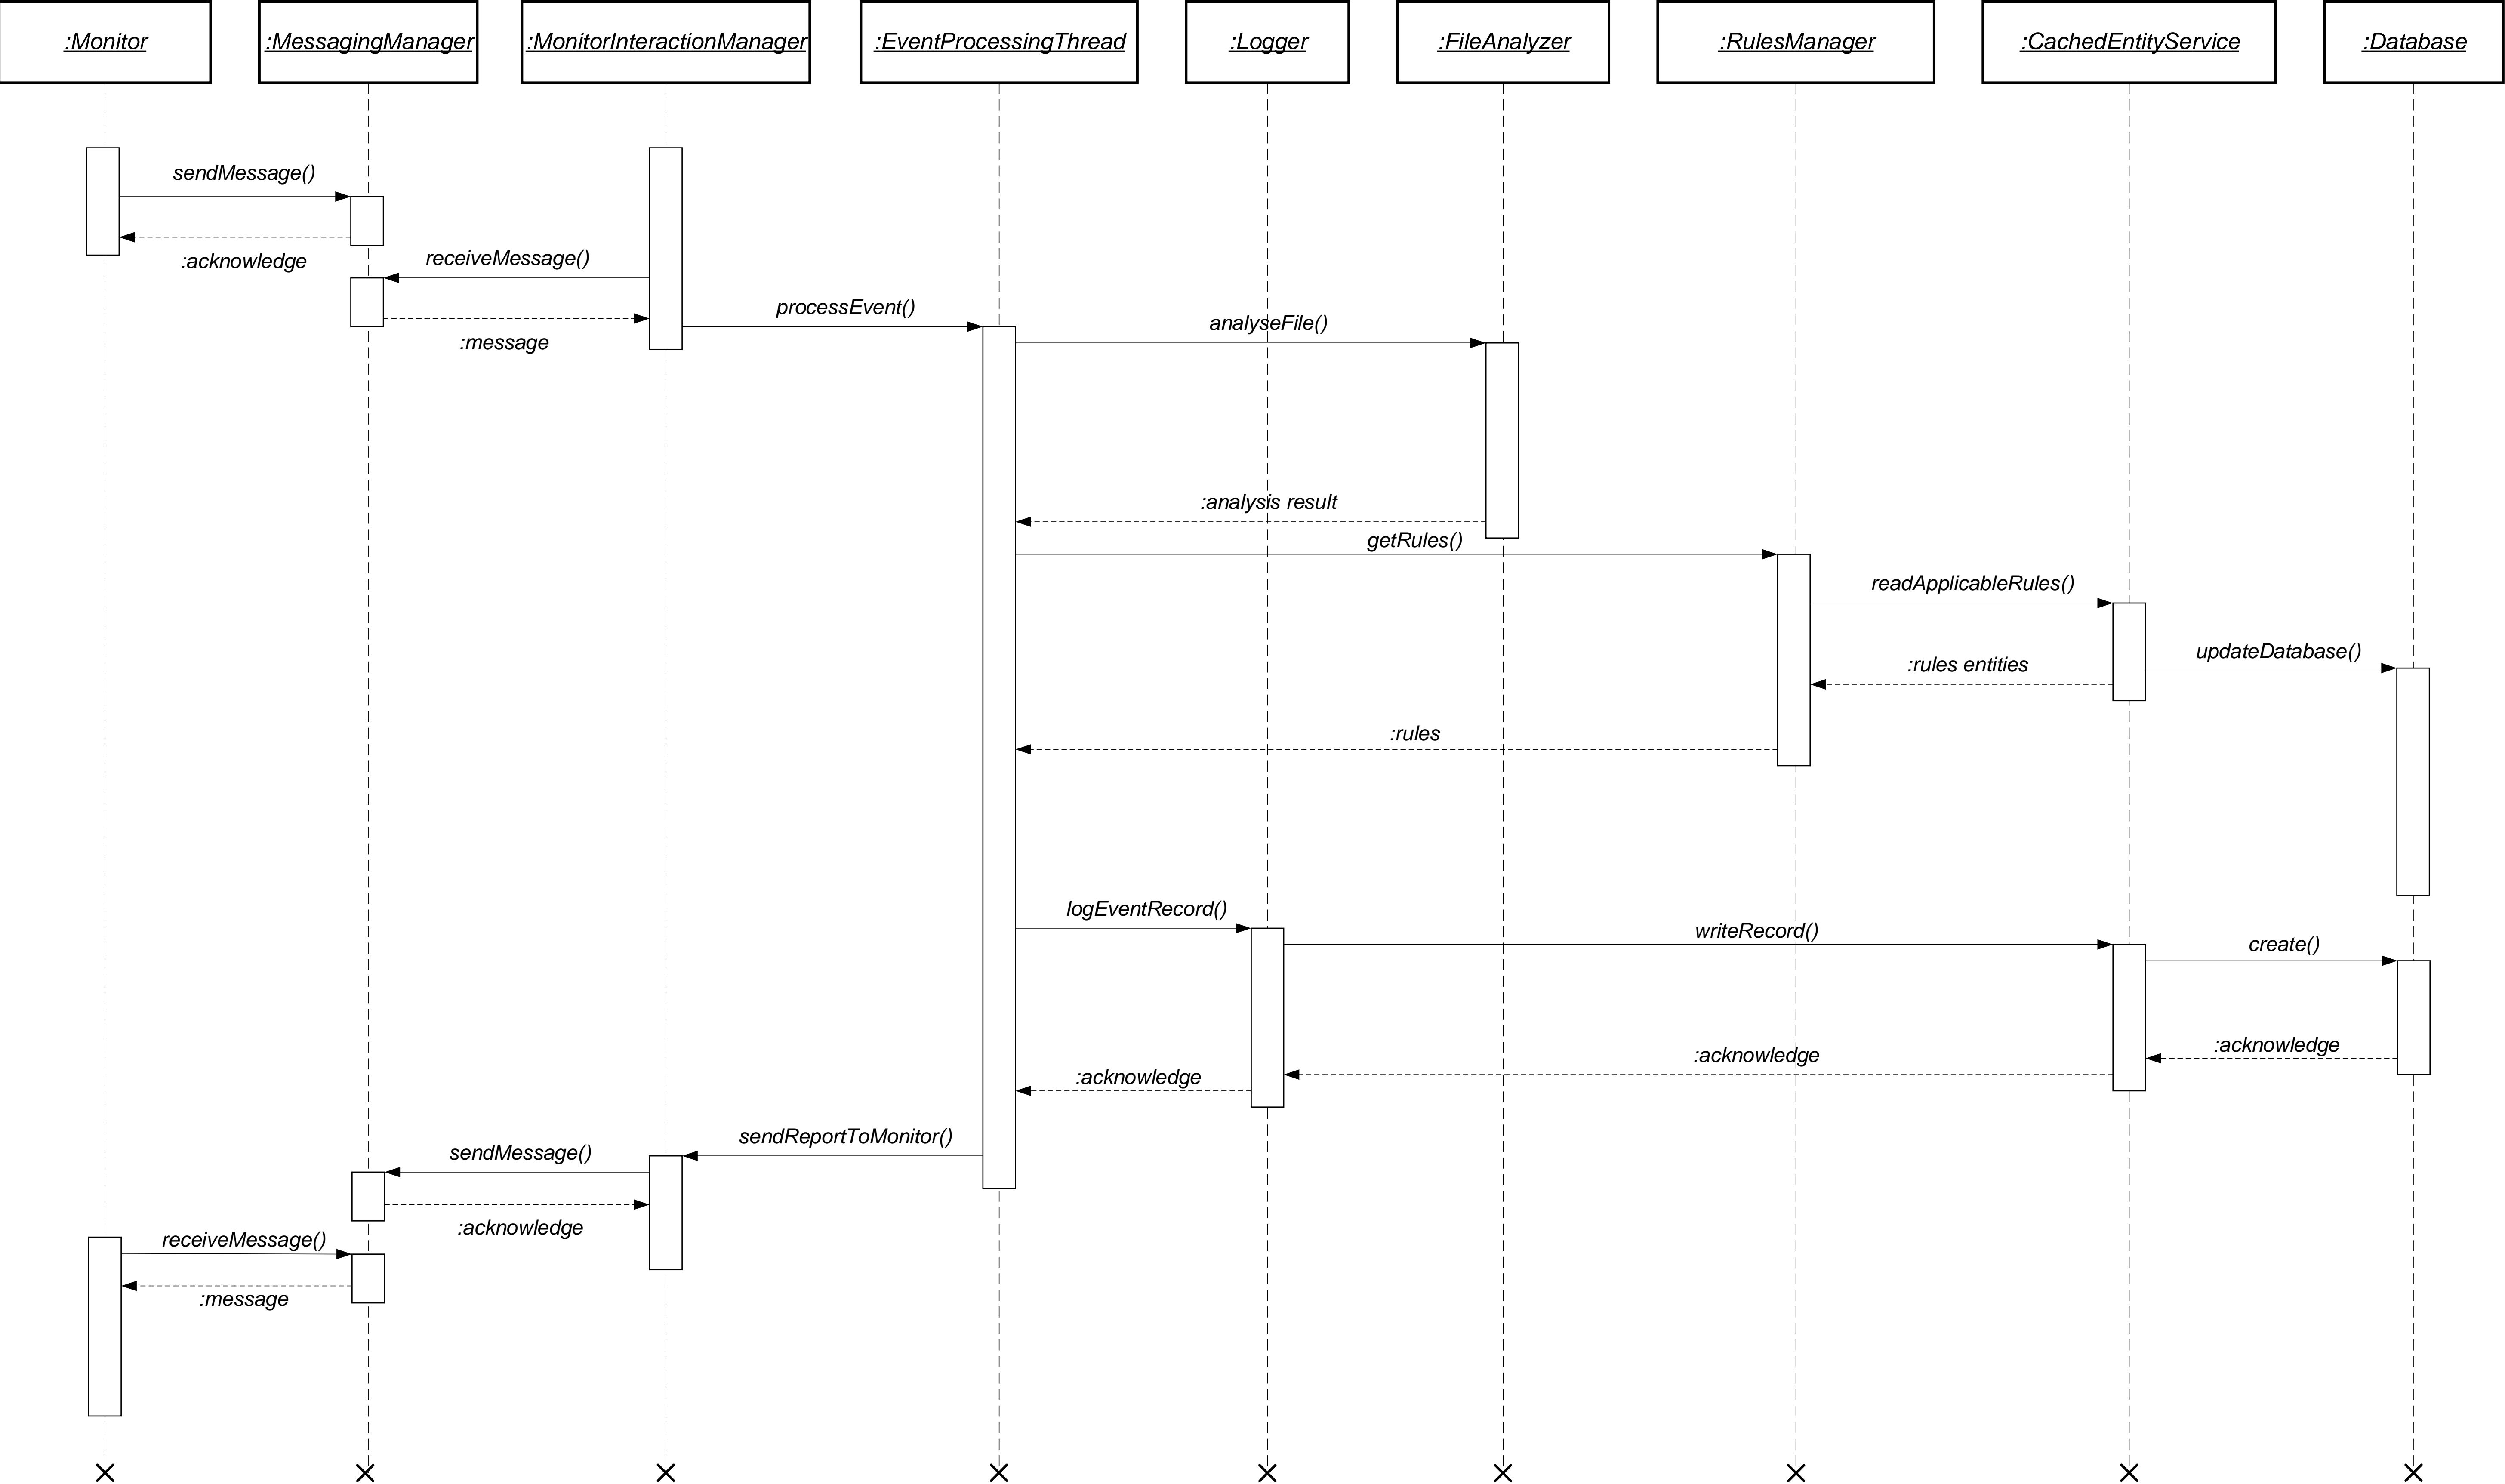 :Monitor
:MessagingManager
:MonitorInteractionManager
:EventProcessingThread
:Logger
:FileAnalyzer
:RulesManager
:CachedEntityService
:Database
sendMessage()
:acknowledge
receiveMessage()
:message
processEvent()
analyseFile()
:analysis result
getRules()
readApplicableRules()
updateDatabase()
:rules entities
:rules
logEventRecord()
writeRecord()
create()
:acknowledge
:acknowledge
:acknowledge
sendReportToMonitor()
sendMessage()
:acknowledge
receiveMessage()
:message